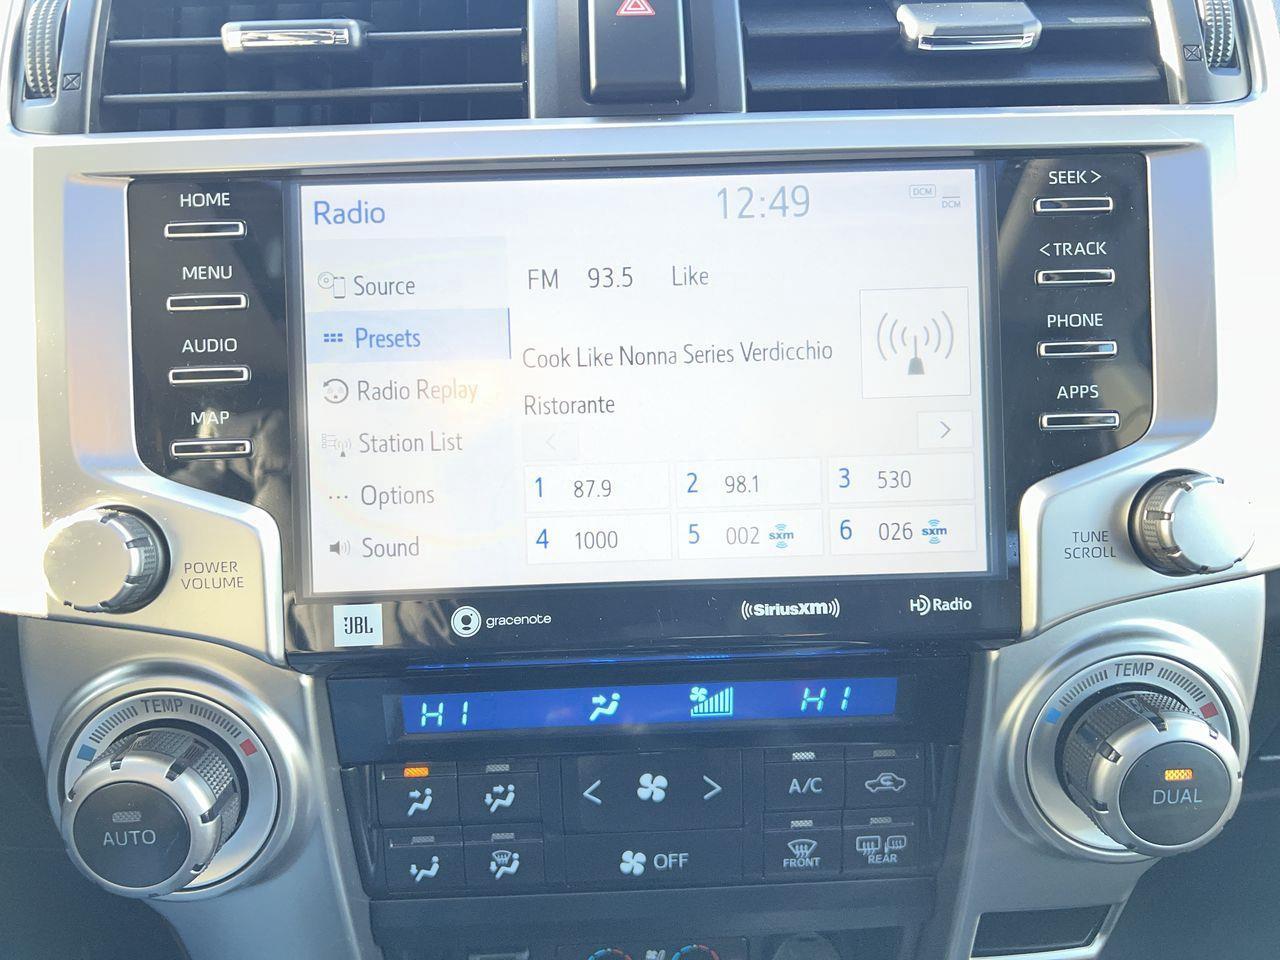 HOME
MENU
AUDIO
MAP
POWER
VOLUME
Radio
12:49
DCM
DCM
Source
Presets
Radio Replay
Station List
Options
Sound
FM 93.5 Like
Cook Like Nonna Series Verdicchio
Ristorante
< >
1 87.9
2 98.1
3 530
4 1000
5 002 sxm
6 026 sxm
SEEK >
< TRACK
PHONE
APPS
TUNE
SCROLL
JBL
gracenote
((SiriusXM))
HD Radio
TEMP
AUTO
HI
HI
TEMP
DUAL
< >
A/C
OFF
FRONT
REAR